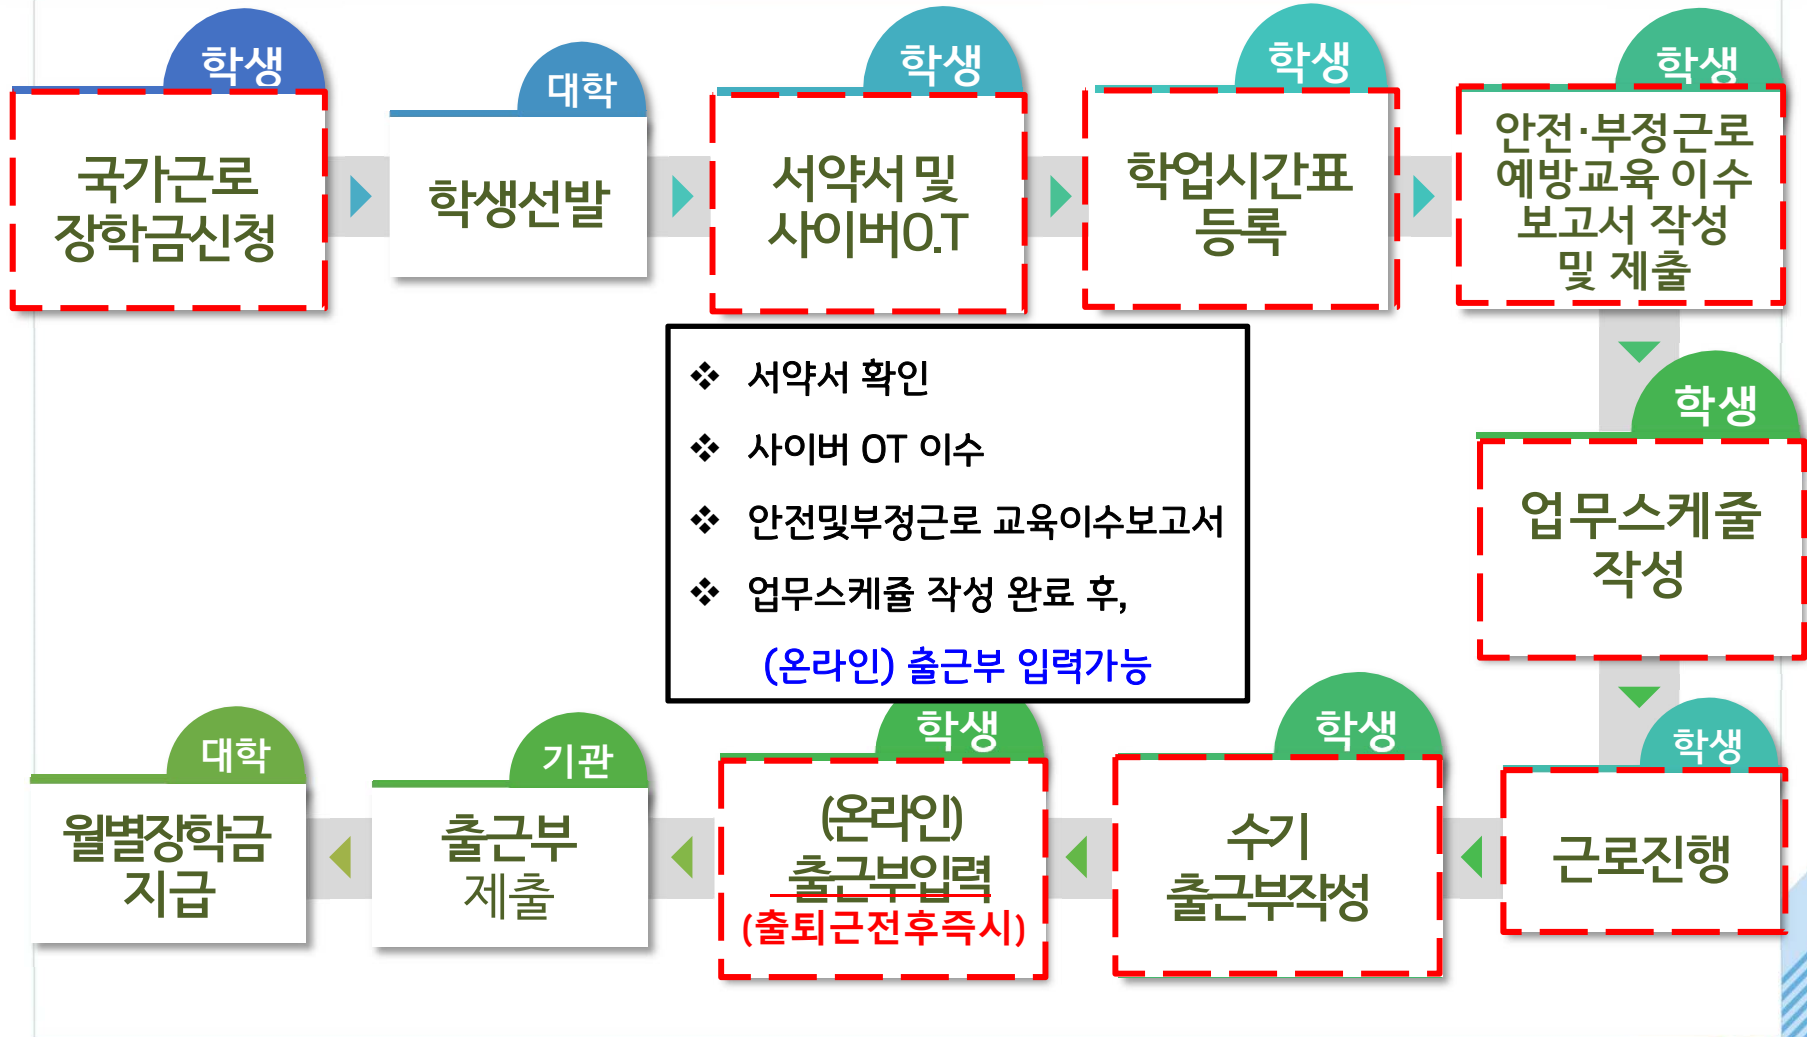 학생
국가근로
장학금신청
대학
학생선발
학생
서약서 및
사이버O.T
학생
학업시간표
등록
학생
안전·부정근로
예방교육 이수
보고서 작성
및 제출
❖ 서약서 확인
❖ 사이버 OT 이수
❖ 안전및부정근로 교육이수보고서
❖ 업무스케쥴 작성 완료 후,
(온라인) 출근부 입력가능
학생
업무스케줄
작성
학생
근로진행
학생
수기
출근부작성
학생
(온라인)
출근부입력
(출퇴근전후즉시)
기관
출근부
제출
대학
월별장학금
지급